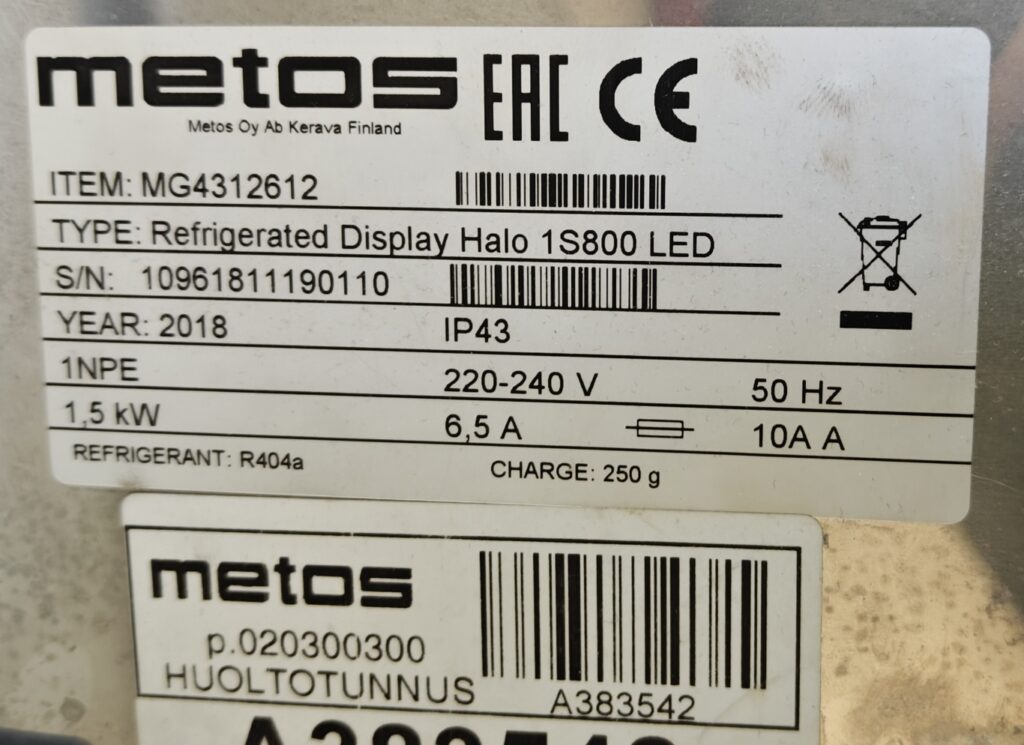 metos EAC CE
Metos Oy Ab Kerava Finland
ITEM: MG4312612
TYPE: Refrigerated Display Halo 1S800 LED
S/N: 10961811190110
YEAR: 2018 IP43
1NPE 220-240 V 50 Hz
1,5 kW 6,5 A 10A A
REFRIGERANT: R404a CHARGE: 250 g
metos
p.020300300
HUOLTOTUNNUS A383542
A383542